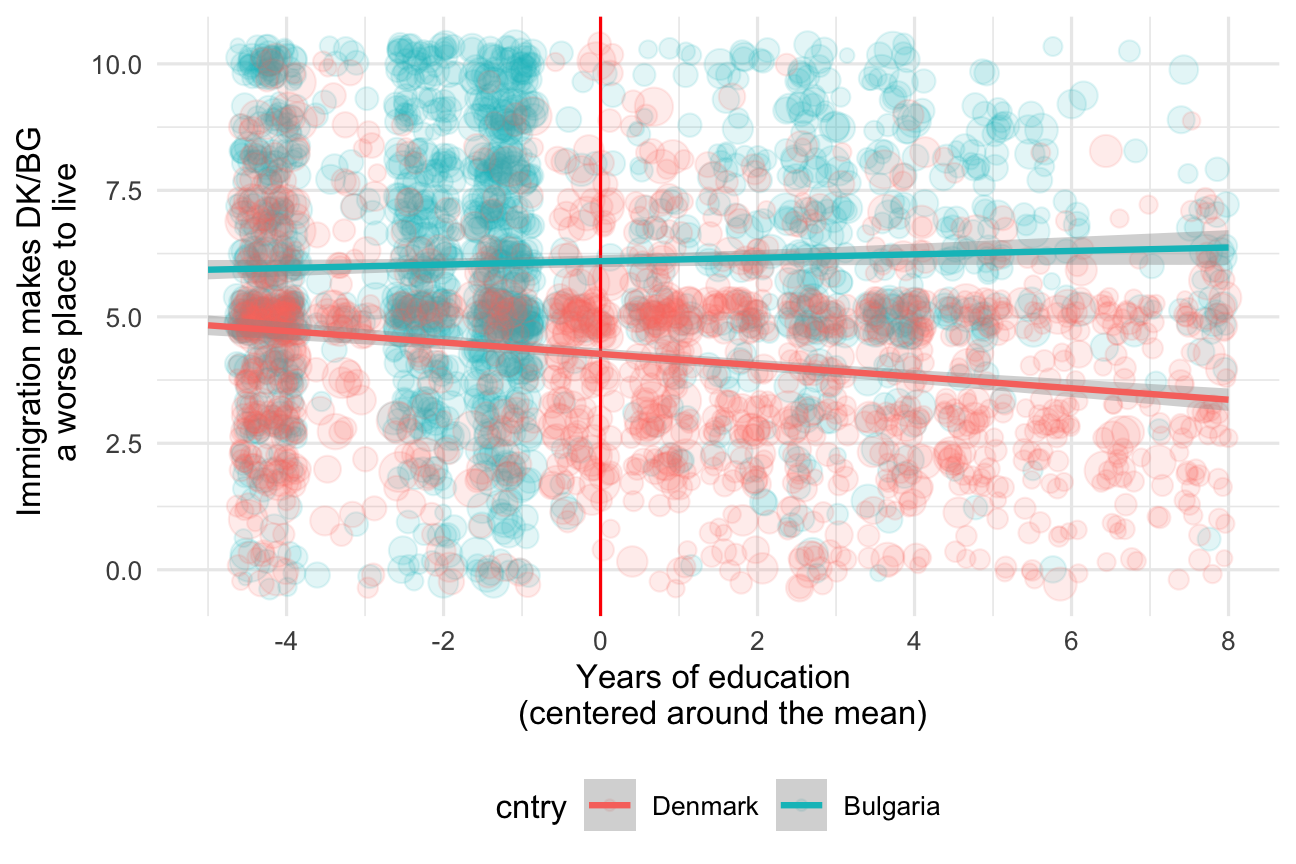 Immigration makes DK/BG
a worse place to live
10.0
7.5
5.0
2.5
0.0
-4 -2 0 2 4 6 8
Years of education
(centered around the mean)
cntry Denmark Bulgaria